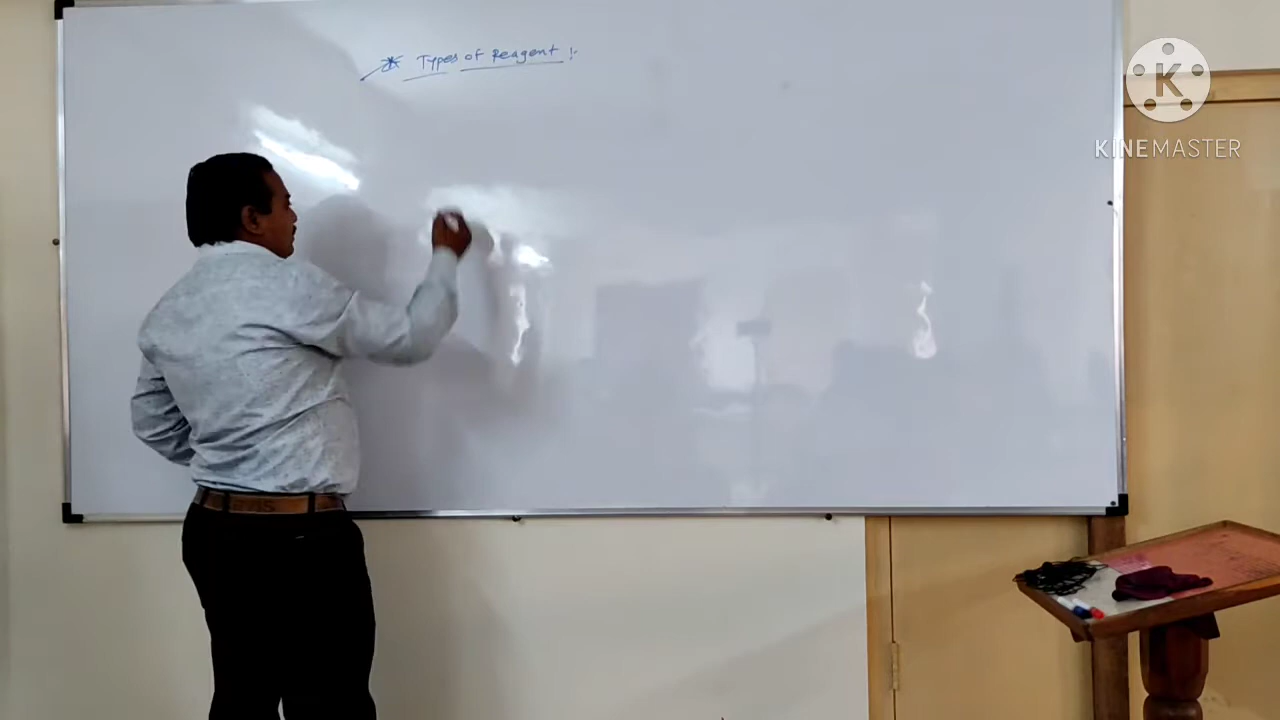 * Types of Reagent :-
K
KINEMASTER